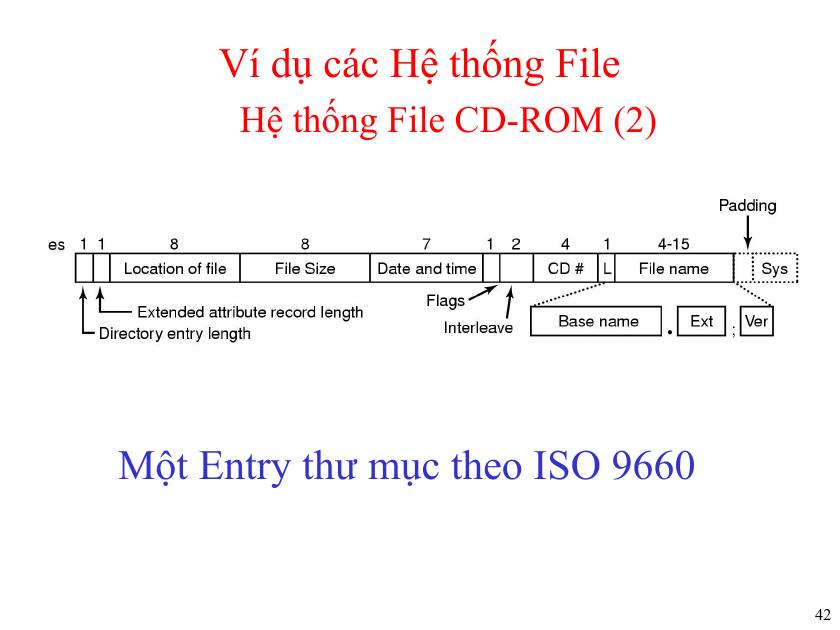 Ví dụ các Hệ thống File
Hệ thống File CD-ROM (2)
Padding
es 1 1 8 8 7 1 2 4 1 4-15
Location of file File Size Date and time CD # L File name Sys
Extended attribute record length
Flags
Directory entry length
Interleave
Base name . Ext ; Ver
Một Entry thư mục theo ISO 9660
42